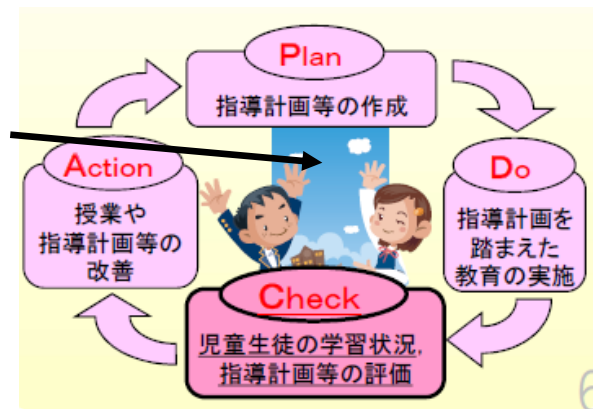 Plan
指導計画等の作成
Action
授業や
指導計画等の
改善
Do
指導計画を
踏まえた
教育の実施
Check
児童生徒の学習状況,
指導計画等の評価
6